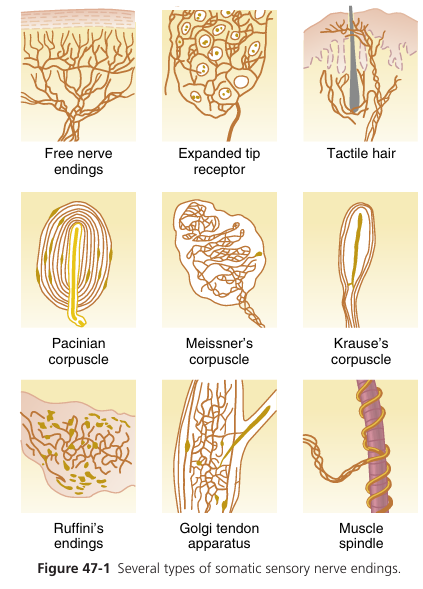 Free nerve
endings
Expanded tip
receptor
Tactile hair
Pacinian
corpuscle
Meissner's
corpuscle
Krause's
corpuscle
Ruffini's
endings
Golgi tendon
apparatus
Muscle
spindle
Figure 47-1 Several types of somatic sensory nerve endings.